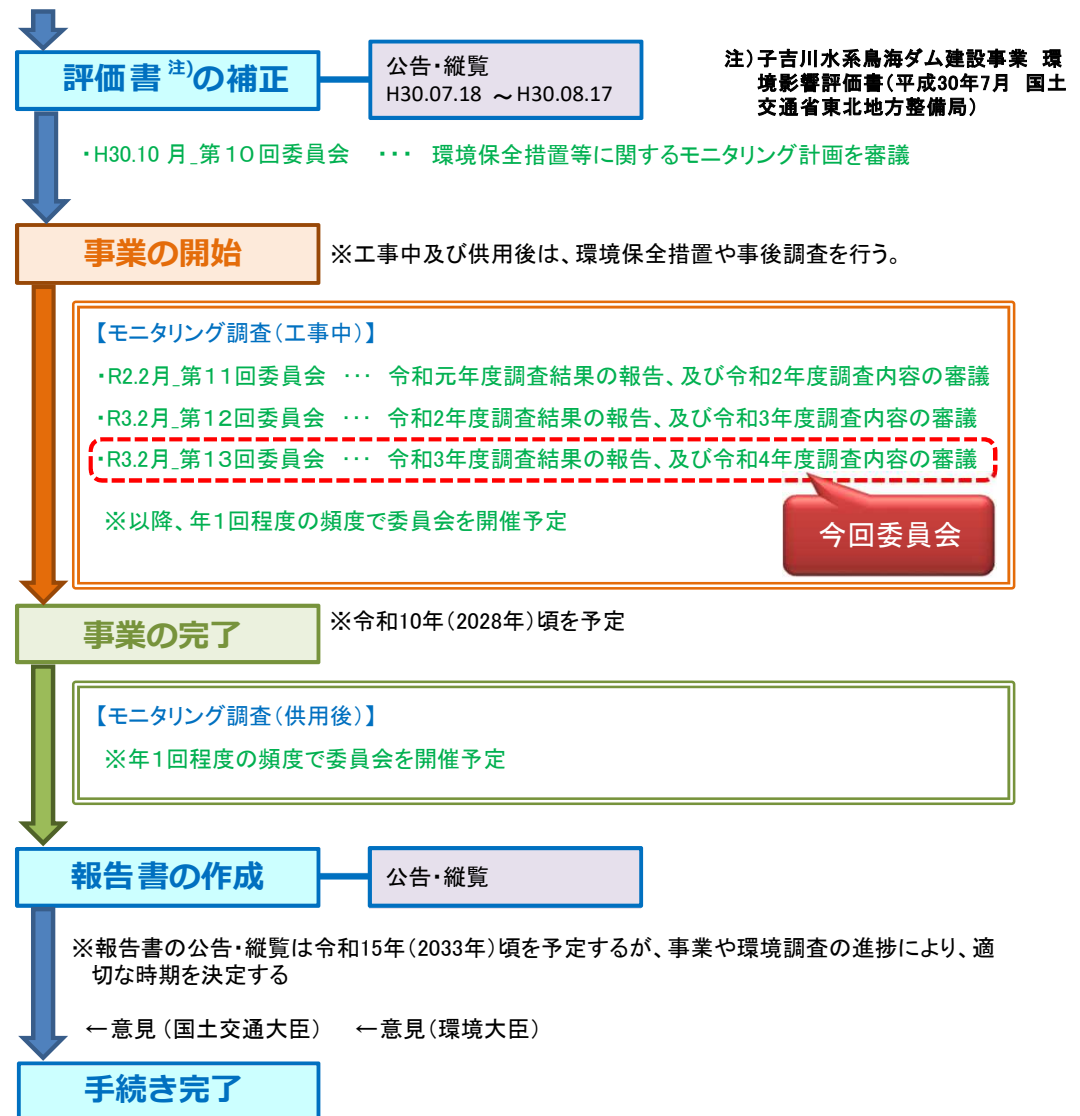 評価書注)の補正
公告・縦覧
H30.07.18 ～H30.08.17
注)子吉川水系鳥海ダム建設事業 環
境影響評価書(平成30年7月 国土
交通省東北地方整備局)
・H30.10 月_第10回委員会 ・・・ 環境保全措置等に関するモニタリング計画を審議
事業の開始
※工事中及び供用後は、環境保全措置や事後調査を行う。
【モニタリング調査(工事中)】
・R2.2月_第11回委員会 ・・・ 令和元年度調査結果の報告、及び令和2年度調査内容の審議
・R3.2月_第12回委員会 ・・・ 令和2年度調査結果の報告、及び令和3年度調査内容の審議
・R3.2月_第13回委員会 ・・・ 令和3年度調査結果の報告、及び令和4年度調査内容の審議
※以降、年1回程度の頻度で委員会を開催予定
今回委員会
事業の完了
※令和10年(2028年)頃を予定
【モニタリング調査(供用後)】
※年1回程度の頻度で委員会を開催予定
報告書の作成
公告・縦覧
※報告書の公告・縦覧は令和15年(2033年)頃を予定するが、事業や環境調査の進捗により、適
切な時期を決定する
←意見(国土交通大臣) ←意見(環境大臣)
手続き完了